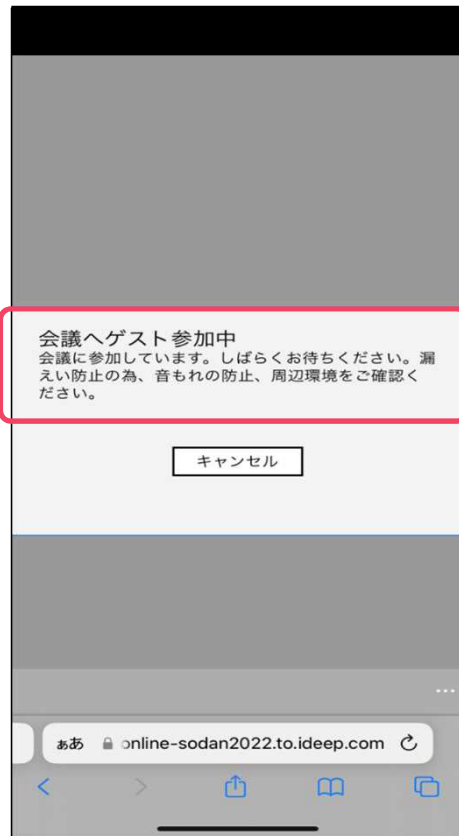 会議へゲスト参加中
会議に参加しています。しばらくお待ちください。漏
えい防止の為、音もれの防止、周辺環境をご確認く
ださい。
キャンセル
...
ぁあ online-sodan2022.to.ideep.com